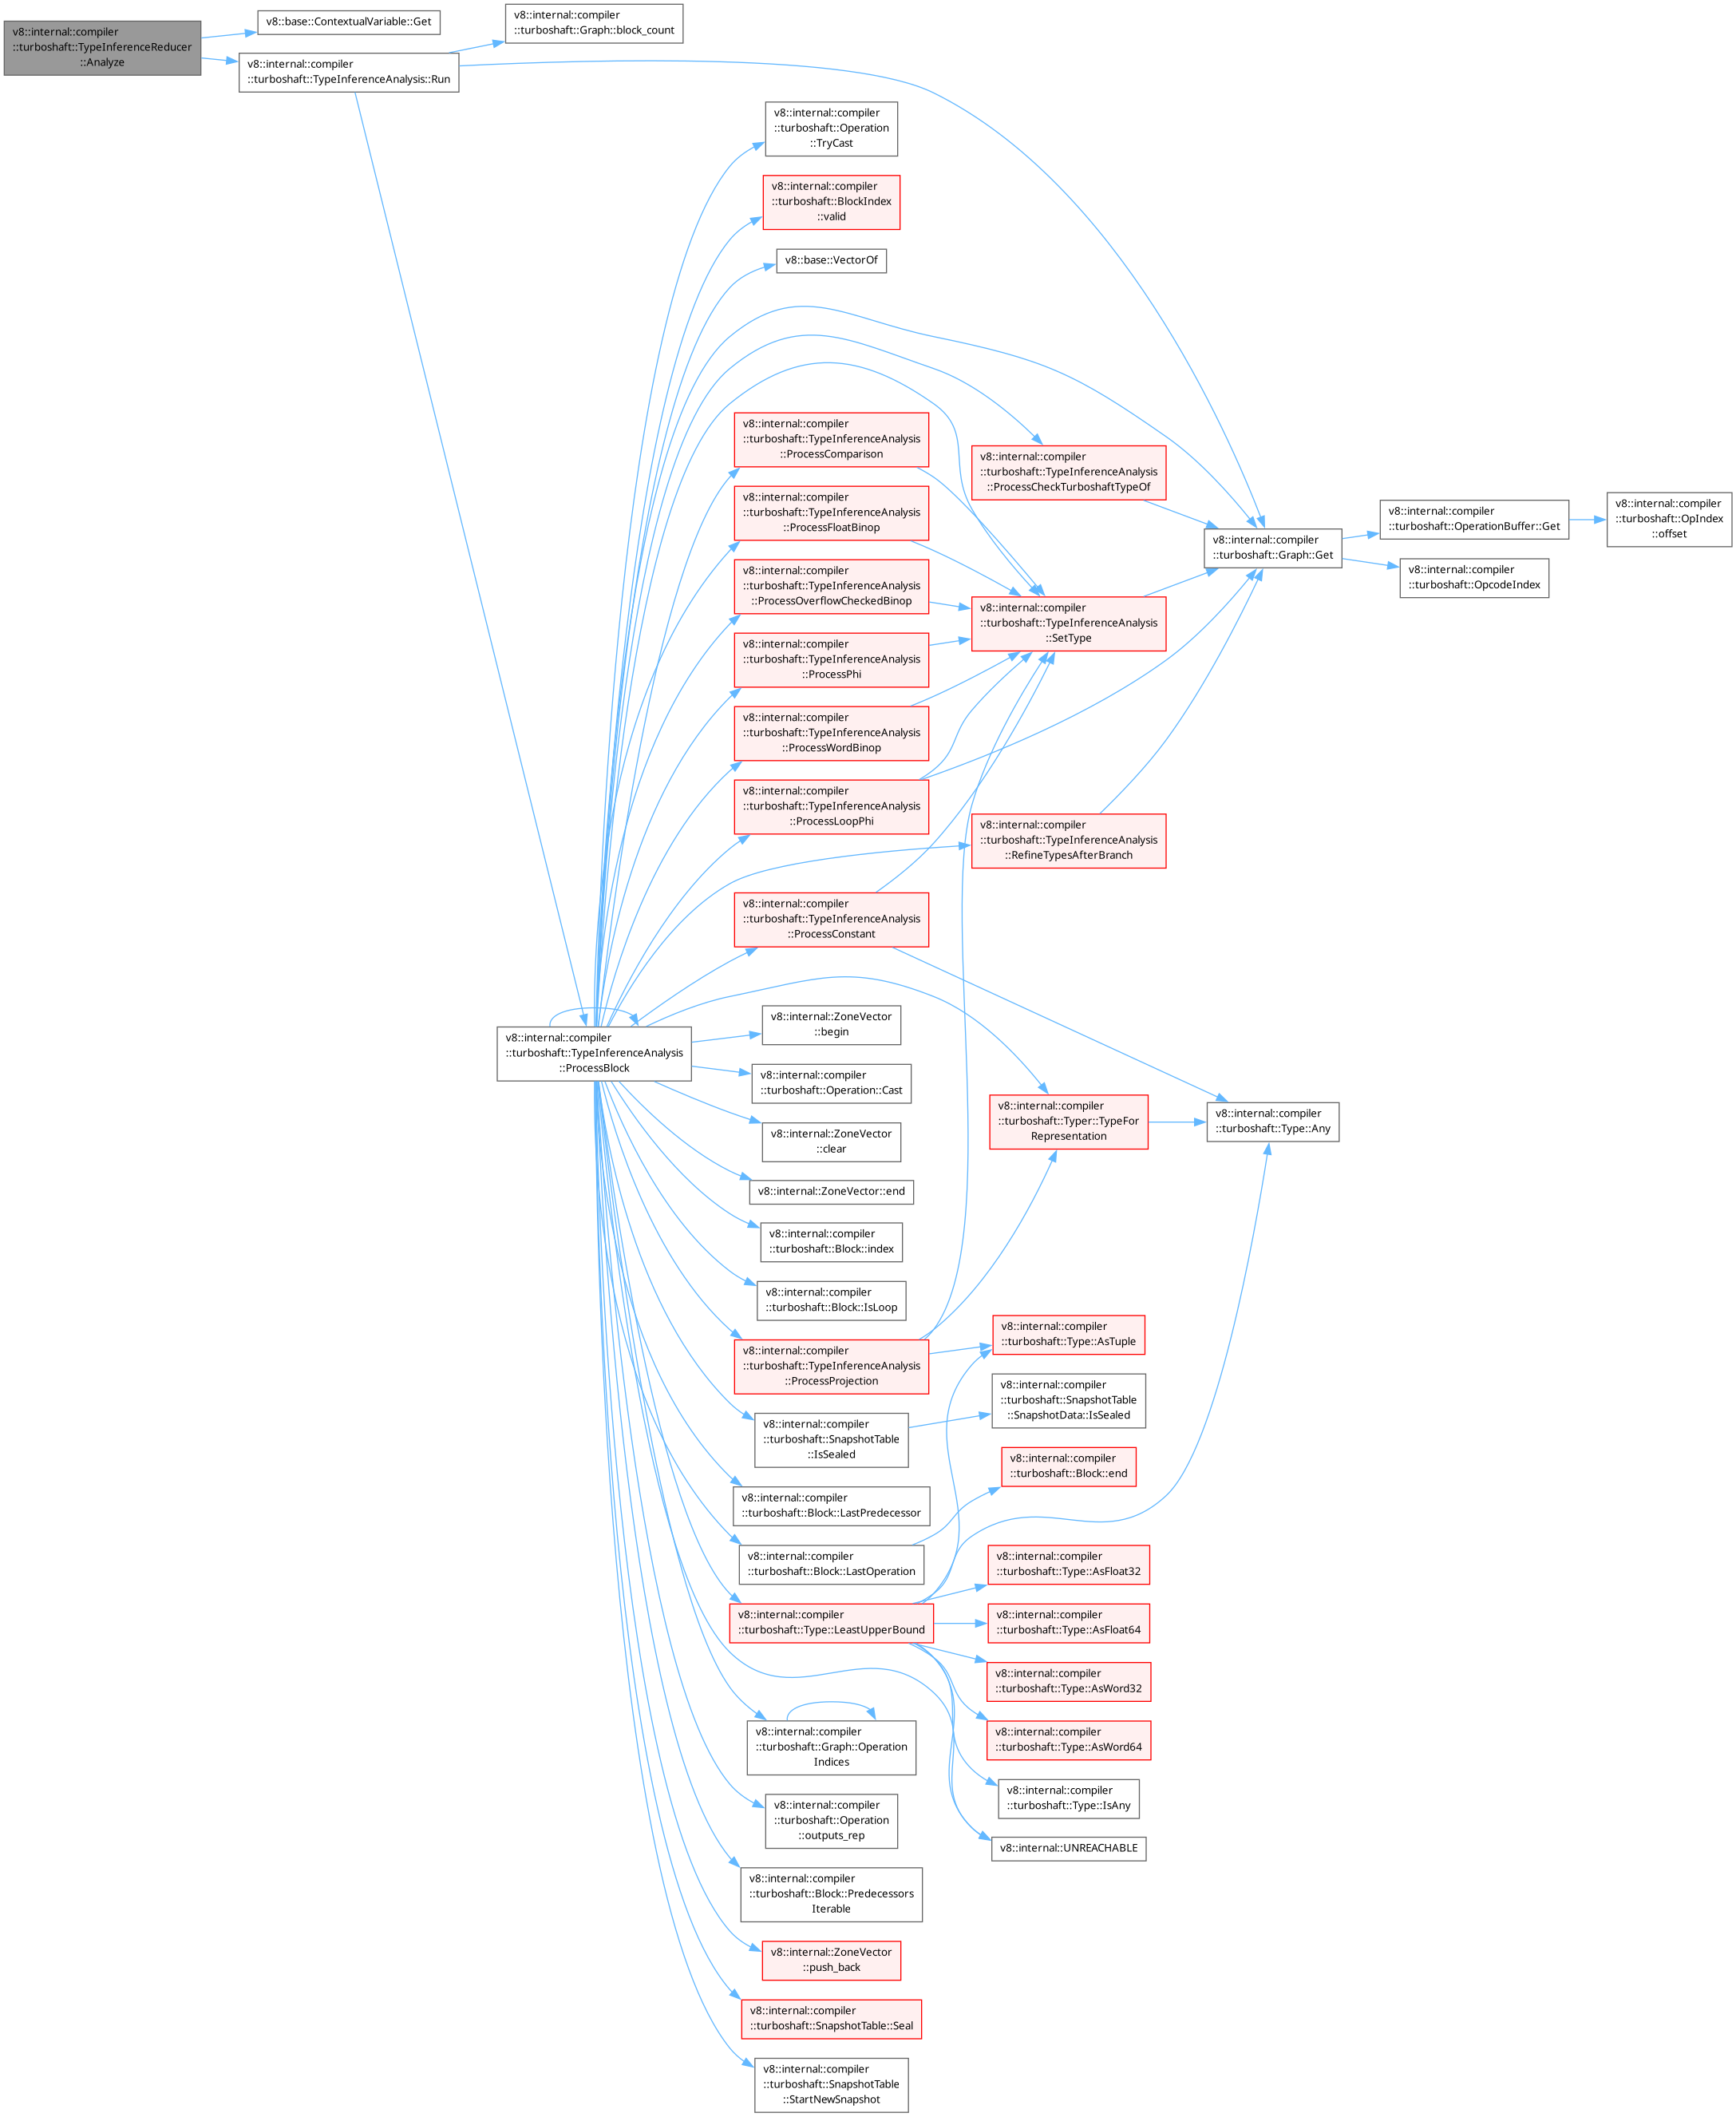 v8::internal::compiler
::turboshaft::TypeInferenceReducer
::Analyze
v8::base::ContextualVariable::Get
v8::internal::compiler
::turboshaft::TypeInferenceAnalysis::Run
v8::internal::compiler
::turboshaft::Graph::block_count
v8::internal::compiler
::turboshaft::Operation
::TryCast
v8::internal::compiler
::turboshaft::BlockIndex
::valid
v8::base::VectorOf
v8::internal::compiler
::turboshaft::TypeInferenceAnalysis
::ProcessComparison
v8::internal::compiler
::turboshaft::TypeInferenceAnalysis
::ProcessCheckTurboshaftTypeOf
v8::internal::compiler
::turboshaft::TypeInferenceAnalysis
::ProcessFloatBinop
v8::internal::compiler
::turboshaft::Graph::Get
v8::internal::compiler
::turboshaft::OperationBuffer::Get
v8::internal::compiler
::turboshaft::OpIndex
::offset
v8::internal::compiler
::turboshaft::OpcodeIndex
v8::internal::compiler
::turboshaft::TypeInferenceAnalysis
::ProcessOverflowCheckedBinop
v8::internal::compiler
::turboshaft::TypeInferenceAnalysis
::SetType
v8::internal::compiler
::turboshaft::TypeInferenceAnalysis
::ProcessPhi
v8::internal::compiler
::turboshaft::TypeInferenceAnalysis
::ProcessWordBinop
v8::internal::compiler
::turboshaft::TypeInferenceAnalysis
::ProcessLoopPhi
v8::internal::compiler
::turboshaft::TypeInferenceAnalysis
::RefineTypesAfterBranch
v8::internal::compiler
::turboshaft::TypeInferenceAnalysis
::ProcessConstant
v8::internal::compiler
::turboshaft::TypeInferenceAnalysis
::ProcessBlock
v8::internal::ZoneVector
::begin
v8::internal::compiler
::turboshaft::Operation::Cast
v8::internal::ZoneVector
::clear
v8::internal::compiler
::turboshaft::Typer::TypeFor
Representation
v8::internal::compiler
::turboshaft::Type::Any
v8::internal::ZoneVector::end
v8::internal::compiler
::turboshaft::Block::index
v8::internal::compiler
::turboshaft::Block::IsLoop
v8::internal::compiler
::turboshaft::TypeInferenceAnalysis
::ProcessProjection
v8::internal::compiler
::turboshaft::Type::AsTuple
v8::internal::compiler
::turboshaft::SnapshotTable
::IsSealed
v8::internal::compiler
::turboshaft::SnapshotTable
::SnapshotData::IsSealed
v8::internal::compiler
::turboshaft::Block::LastPredecessor
v8::internal::compiler
::turboshaft::Block::end
v8::internal::compiler
::turboshaft::Block::LastOperation
v8::internal::compiler
::turboshaft::Type::AsFloat32
v8::internal::compiler
::turboshaft::Type::LeastUpperBound
v8::internal::compiler
::turboshaft::Type::AsFloat64
v8::internal::compiler
::turboshaft::Type::AsWord32
v8::internal::compiler
::turboshaft::Graph::Operation
Indices
v8::internal::compiler
::turboshaft::Type::AsWord64
v8::internal::compiler
::turboshaft::Type::IsAny
v8::internal::UNREACHABLE
v8::internal::compiler
::turboshaft::Operation
::outputs_rep
v8::internal::compiler
::turboshaft::Block::Predecessors
Iterable
v8::internal::ZoneVector
::push_back
v8::internal::compiler
::turboshaft::SnapshotTable::Seal
v8::internal::compiler
::turboshaft::SnapshotTable
::StartNewSnapshot